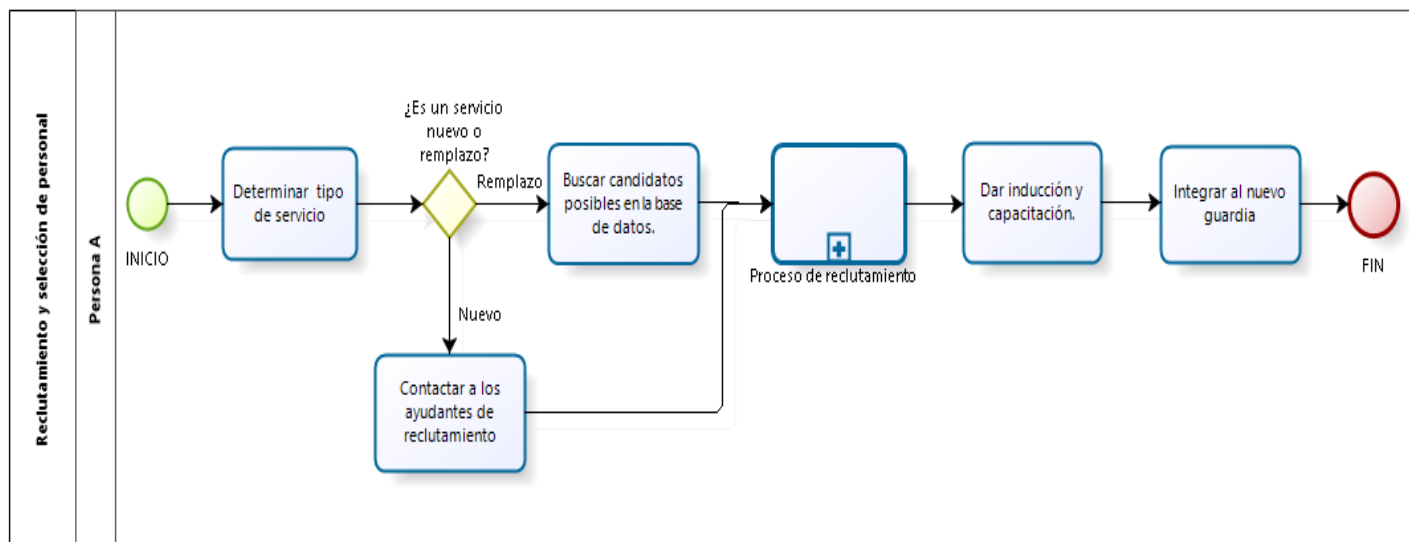 Reclutamiento y selección de personal
Persona A
INICIO
Determinar tipo
de servicio
¿Es un servicio
nuevo o
remplazo?
Remplazo
Nuevo
Buscar candidatos
posibles en la base
de datos.
Contactar a los
ayudantes de
reclutamiento
Proceso de reclutamiento
Dar inducción y
capacitación.
Integrar al nuevo
guardia
FIN